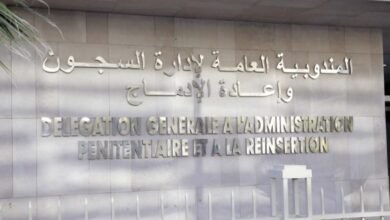 المندوبية العامة لإدارة السجون
وإعادة الإدماج
DELEGATION GENERALE A L'ADMINISTRATION
PENITENTIAIRE ET A LA REINSERTION